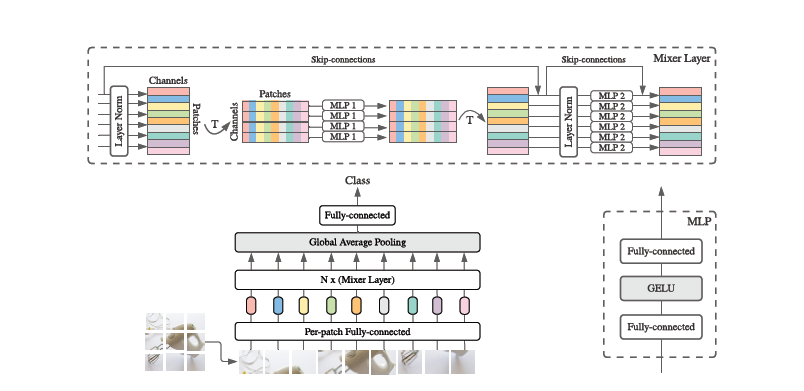 Skip-connections
Skip-connections
Mixer Layer
Channels
Patches
Layer Norm
Patches
T
Channels
MLP 1
MLP 1
MLP 1
MLP 1
T
Layer Norm
MLP 2
MLP 2
MLP 2
MLP 2
MLP 2
MLP 2
Class
Fully-connected
Global Average Pooling
N x (Mixer Layer)
Per-patch Fully-connected
MLP
Fully-connected
GELU
Fully-connected